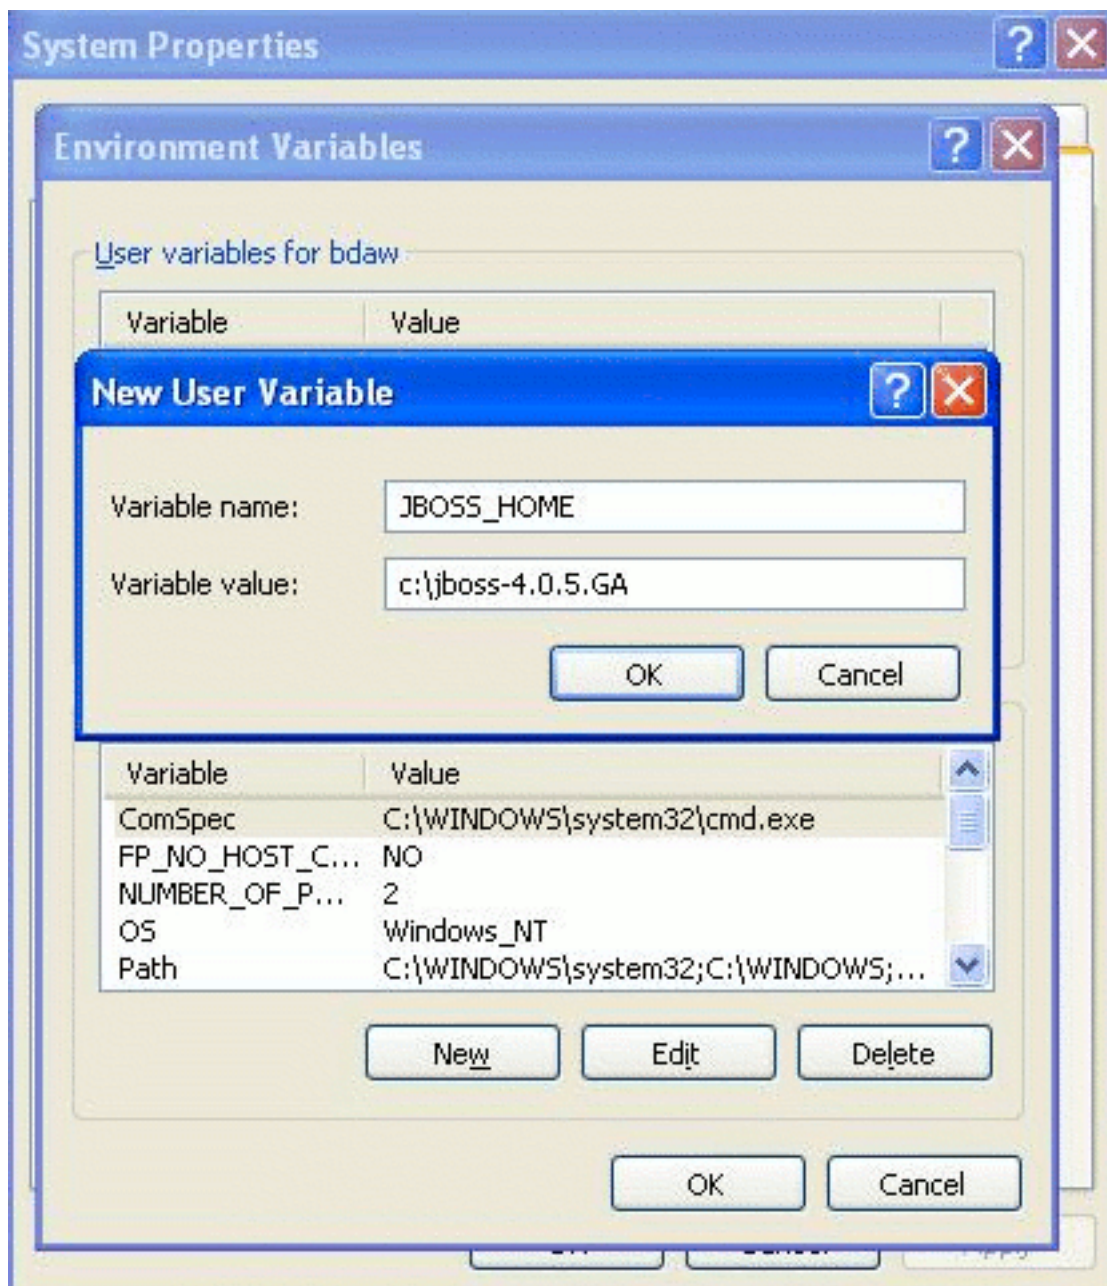 System Properties
Environment Variables
User variables for bdaw
Variable Value
New User Variable
Variable name: JBOSS_HOME
Variable value: c:\jboss-4.0.5.GA
OK Cancel
Variable Value
ComSpec C:\WINDOWS\system32\cmd.exe
FP_NO_HOST_C... NO
NUMBER_OF_P... 2
OS Windows_NT
Path C:\WINDOWS\system32;C:\WINDOWS;...
New Edit Delete
OK Cancel